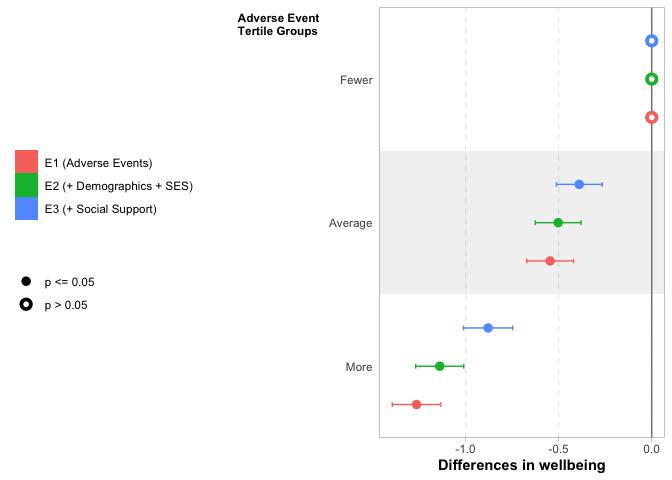 Adverse Event
Tertile Groups
Fewer
E1 (Adverse Events)
E2 (+ Demographics + SES)
E3 (+ Social Support)
Average
p <= 0.05
p > 0.05
More
-1.0 -0.5 0.0
Differences in wellbeing